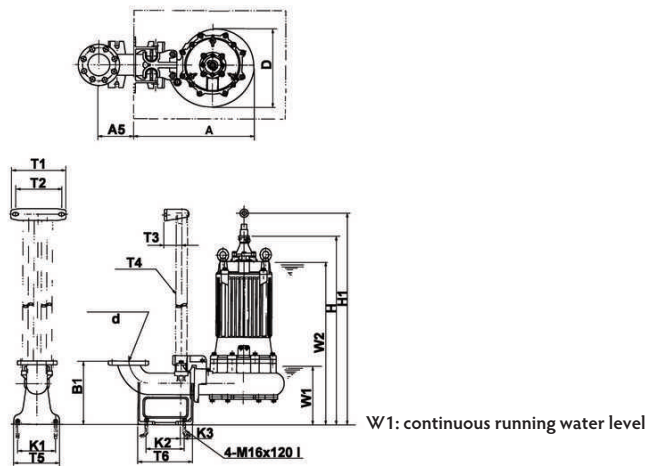 D
A5
A
T1
T2
T3
T4
d
B1
H1
H
W2
W1
W1: continuous running water level
K1
K2
K3
T5
T6
4-M16x120 l